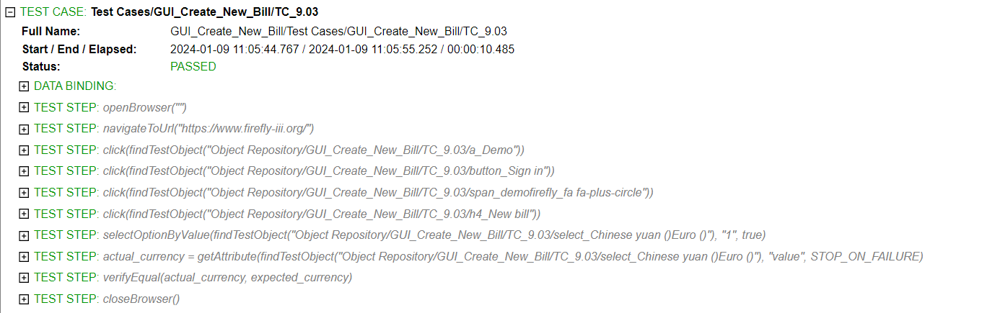 TEST CASE: Test Cases/GUI_Create_New_Bill/TC_9.03
Full Name: GUI_Create_New_Bill/Test Cases/GUI_Create_New_Bill/TC_9.03
Start / End / Elapsed: 2024-01-09 11:05:44.767 / 2024-01-09 11:05:55.252 / 00:00:10.485
Status: PASSED
DATA BINDING:
TEST STEP: openBrowser("")
TEST STEP: navigateToUrl("https://www.firefly-iii.org/")
TEST STEP: click(findTestObject("Object Repository/GUI_Create_New_Bill/TC_9.03/a_Demo"))
TEST STEP: click(findTestObject("Object Repository/GUI_Create_New_Bill/TC_9.03/button_Sign in"))
TEST STEP: click(findTestObject("Object Repository/GUI_Create_New_Bill/TC_9.03/span_demofirefly_fa fa-plus-circle"))
TEST STEP: click(findTestObject("Object Repository/GUI_Create_New_Bill/TC_9.03/h4_New bill"))
TEST STEP: selectOptionByValue(findTestObject("Object Repository/GUI_Create_New_Bill/TC_9.03/select_Chinese yuan ()Euro ()"), "1", true)
TEST STEP: actual_currency = getAttribute(findTestObject("Object Repository/GUI_Create_New_Bill/TC_9.03/select_Chinese yuan ()Euro ()"), "value", STOP_ON_FAILURE)
TEST STEP: verifyEqual(actual_currency, expected_currency)
TEST STEP: closeBrowser()